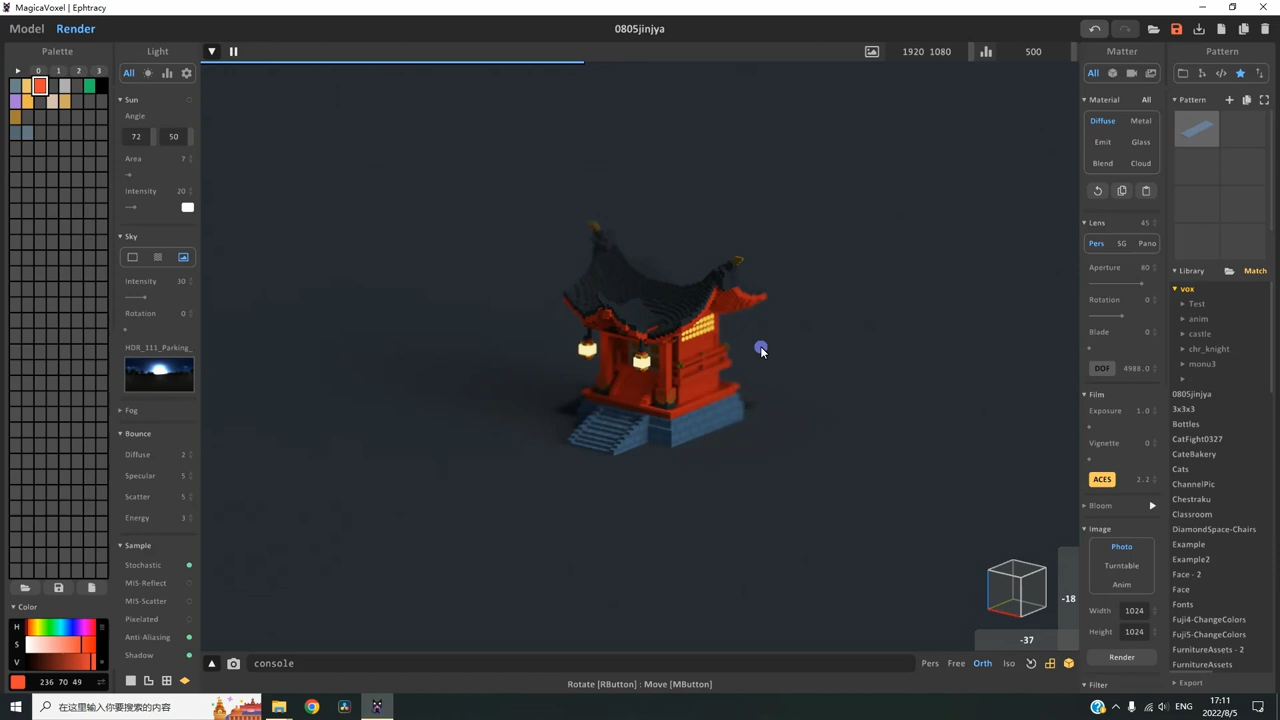 MagicaVoxel | Ephtracy
Model Render
0805jinjya
Palette
0 1 2 3
Color
H
S
V
236 70 49
Light
All
Sun
Angle
72 50
Area 7
Intensity 20
Sky
Intensity 30
Rotation 0
HDR_111_Parking_
Fog
Bounce
Diffuse 2
Specular 5
Scatter 5
Energy 3
Sample
Stochastic
MIS-Reflect
MIS-Scatter
Pixelated
Anti-Aliasing
Shadow
1920 1080 500
-18
-37
console
Pers Free Orth Iso
Rotate [RButton] : Move [MButton]
Matter
All
Material All
Diffuse Metal
Emit Glass
Blend Cloud
Lens 45
Pers SG Pano
Aperture 80
Rotation 0
Blade 0
DOF 4988.0
Film
Exposure 1.0
Vignette 0
ACES 2.2
Bloom
Image
Photo
Turntable
Anim
Width 1024
Height 1024
Render
Filter
Pattern
Pattern
Library Match
vox
Test
anim
castle
chr_knight
monu3
0805jinjya
3x3x3
Bottles
CatFight0327
CateBakery
Cats
ChannelPic
Chestraku
Classroom
DiamondSpace-Chairs
Example
Example2
Face - 2
Face
Fonts
Fuji4-ChangeColors
Fuji5-ChangeColors
FurnitureAssets - 2
FurnitureAssets
Export
在这里输入你要搜索的内容
ENG
17:11
2022/8/5